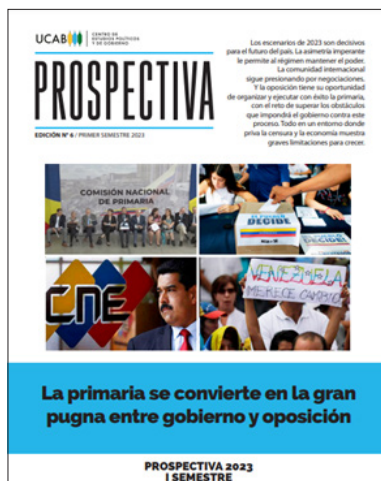 UCAB
CENTRO DE
ESTUDIOS POLÍTICOS
Y DE GOBIERNO
PROSPECTIVA
EDICIÓN Nº 6 / PRIMER SEMESTRE 2023
Los escenarios de 2023 son decisivos
para el futuro del país. La asimetría imperante
le permite al régimen mantener el poder.
La comunidad internacional
sigue presionando por negociaciones.
Y la oposición tiene su oportunidad
de organizar y ejecutar con éxito la primaria,
con el reto de superar los obstáculos
que impondrá el gobierno contra este
proceso. Todo en un entorno donde
priva la censura y la economía muestra
graves limitaciones para crecer.
COMISIÓN NACIONAL
DE PRIMARIA
DECIDE
DECIDE
CNE
VENEZUELA
MERECE CAMBIO
La primaria se convierte en la gran
pugna entre gobierno y oposición
PROSPECTIVA 2023
I SEMESTRE